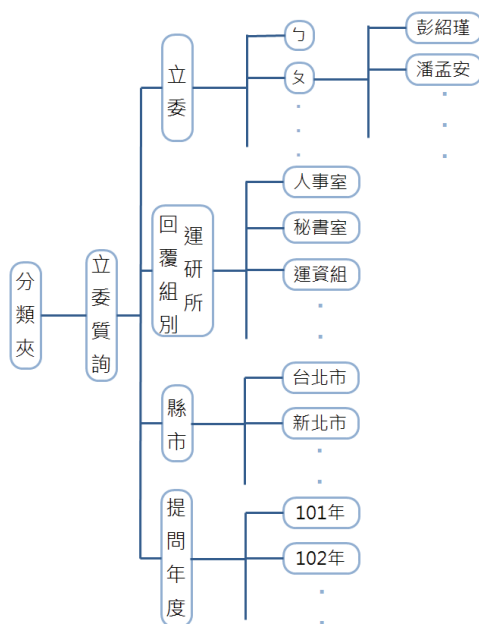 分類夾
立委質詢
立委
ㄅ
ㄆ
彭紹瑾
潘孟安
運研所
回覆組別
人事室
秘書室
運資組
縣市
台北市
新北市
提問年度
101年
102年